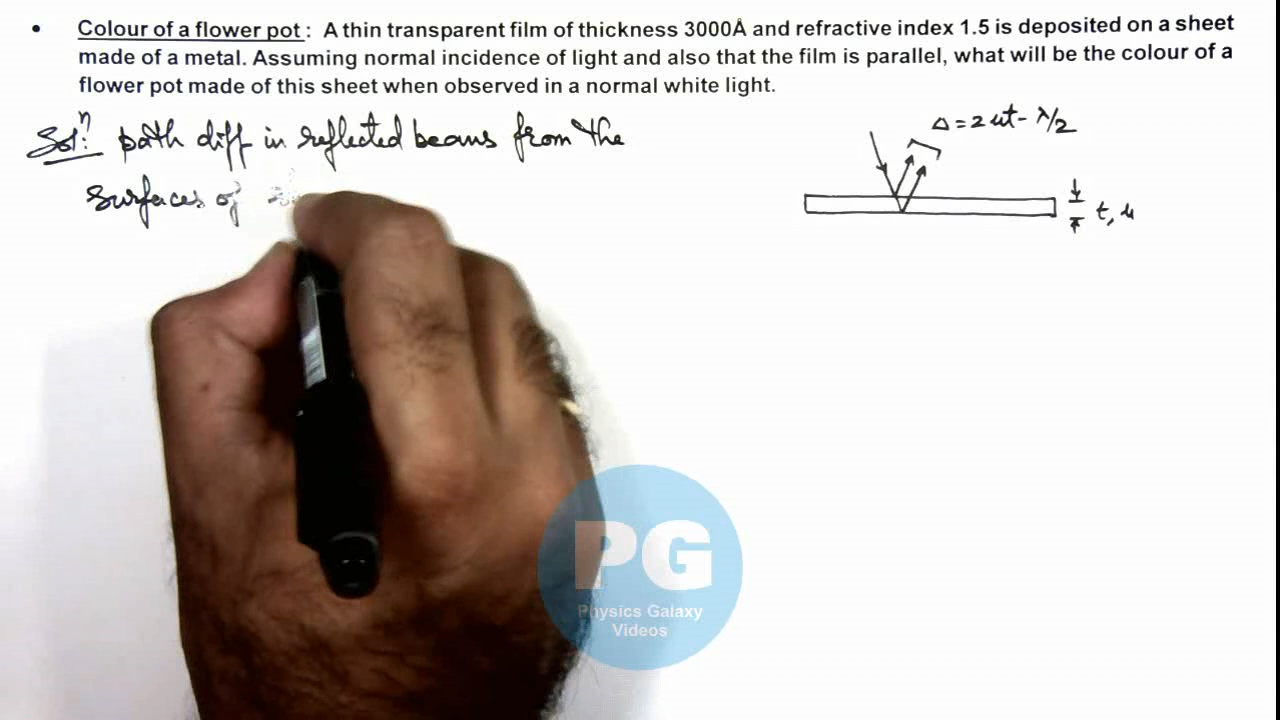 • Colour of a flower pot : A thin transparent film of thickness 3000Å and refractive index 1.5 is deposited on a sheet
made of a metal. Assuming normal incidence of light and also that the film is parallel, what will be the colour of a
flower pot made of this sheet when observed in a normal white light.
Solⁿ: path diff in reflected beams from the
surfaces of
Δ = 2μt - λ/2
t, μ
PG
Physics Galaxy
Videos